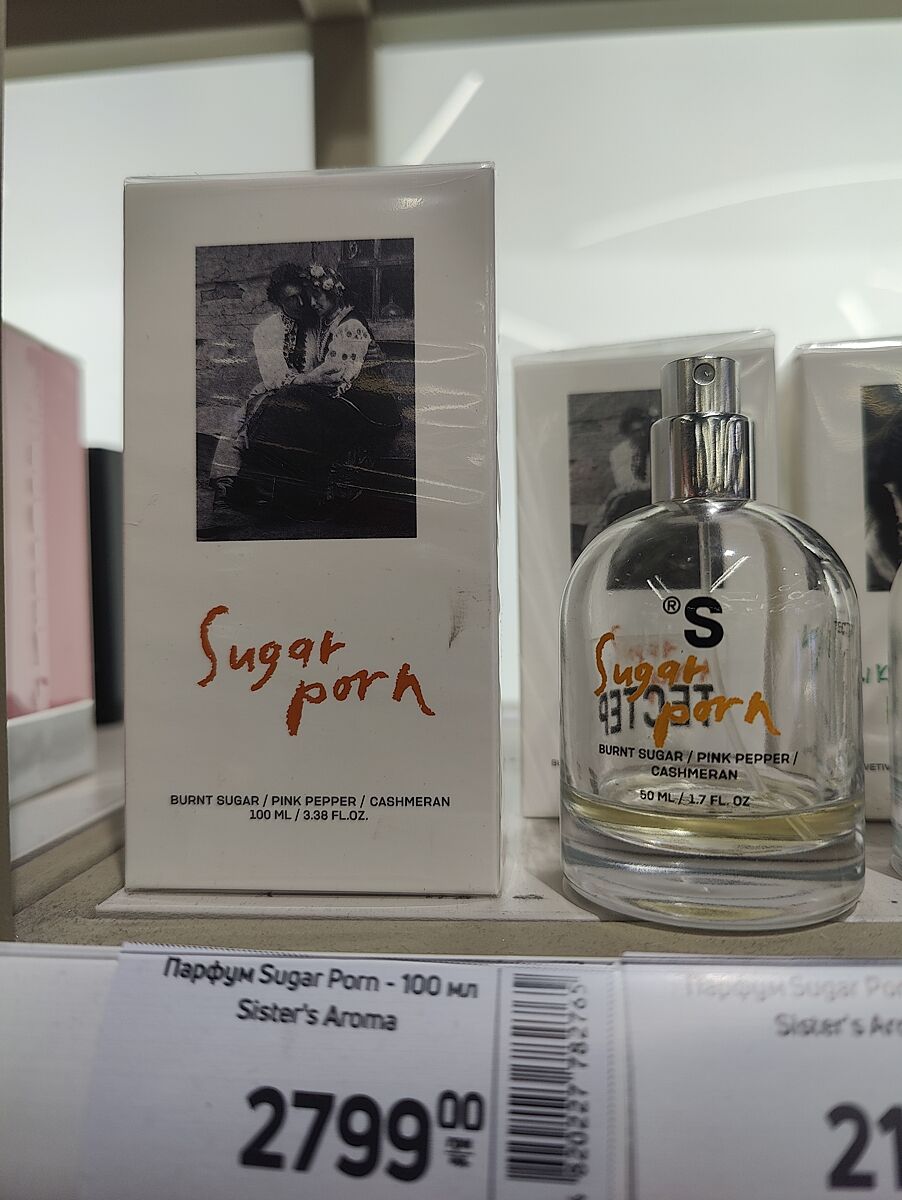 Sugar
porn
BURNT SUGAR / PINK PEPPER / CASHMERAN
100 ML / 3.38 FL.OZ.
®S
Sugar
porn
ТЕСТЕР
BURNT SUGAR / PINK PEPPER /
CASHMERAN
50 ML / 1.7 FL. OZ
Парфум Sugar Porn - 100 мл
Sister's Aroma
2799 00
грн
Парфум Sugar
Sister's
21